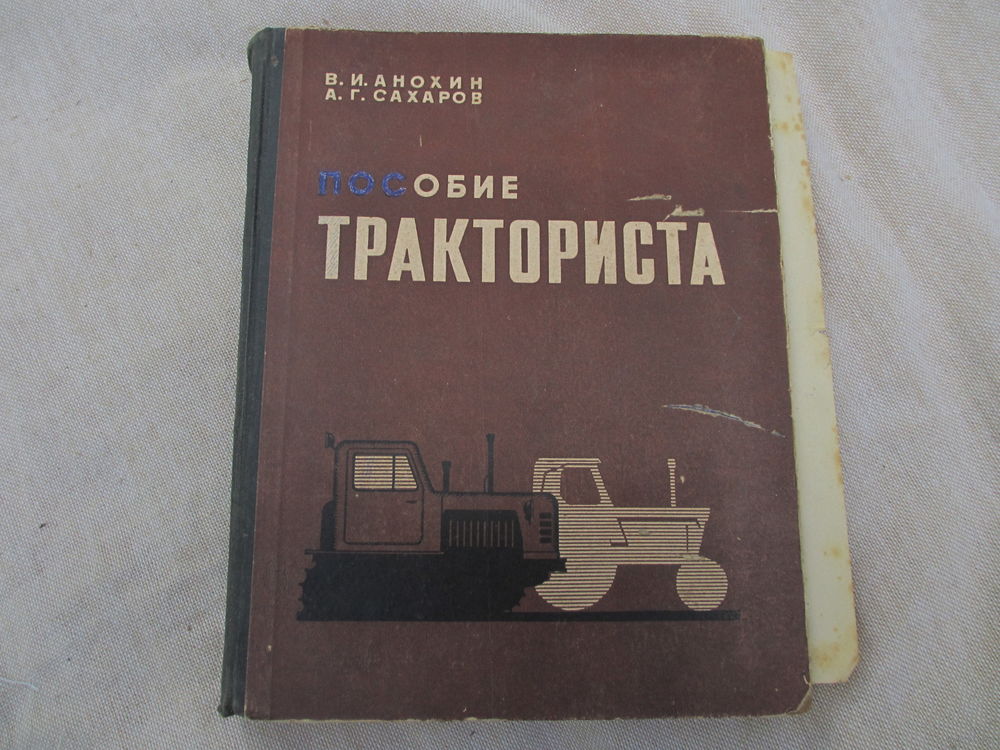 В. И. АНОХИН
А. Г. САХАРОВ
ПОСОБИЕ
ТРАКТОРИСТА